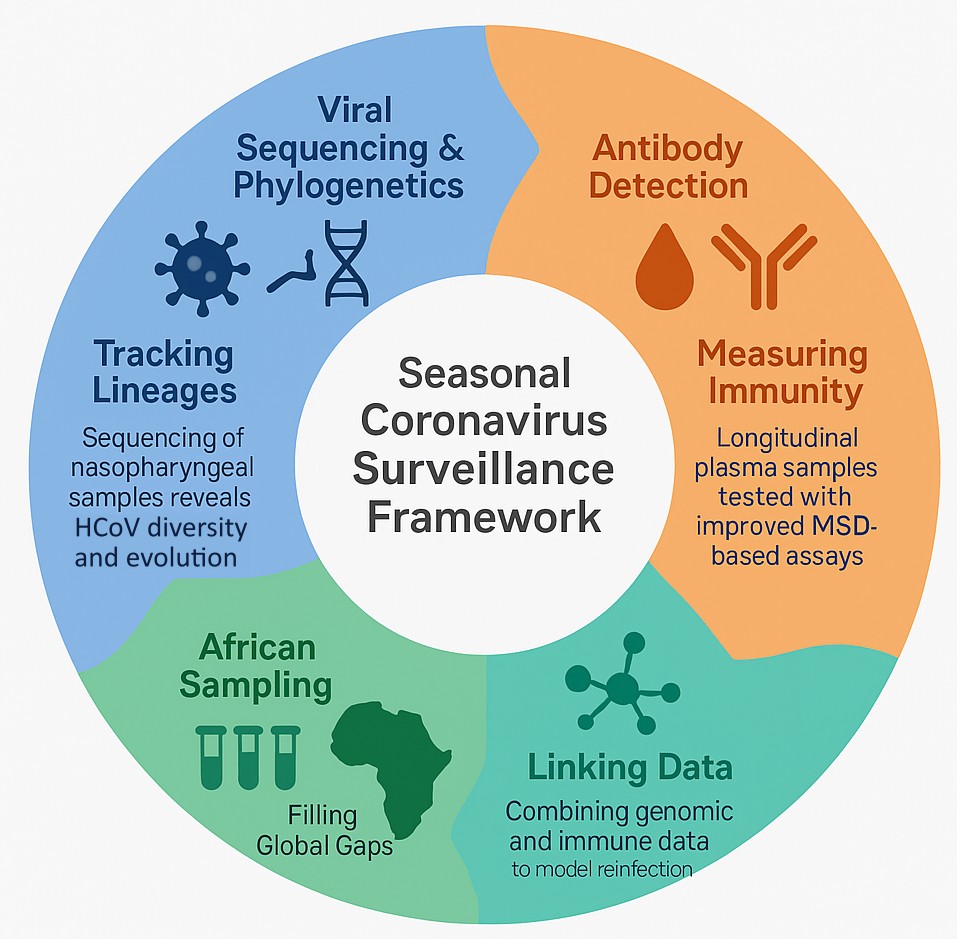 Viral
Sequencing &
Phylogenetics
Tracking
Lineages
Sequencing of
nasopharyngeal
samples reveals
HCoV diversity
and evolution
Antibody
Detection
Measuring
Immunity
Longitudinal
plasma samples
tested with
improved MSD-
based assays
Seasonal
Coronavirus
Surveillance
Framework
African
Sampling
Filling
Global Gaps
Linking Data
Combining genomic
and immune data
to model reinfection